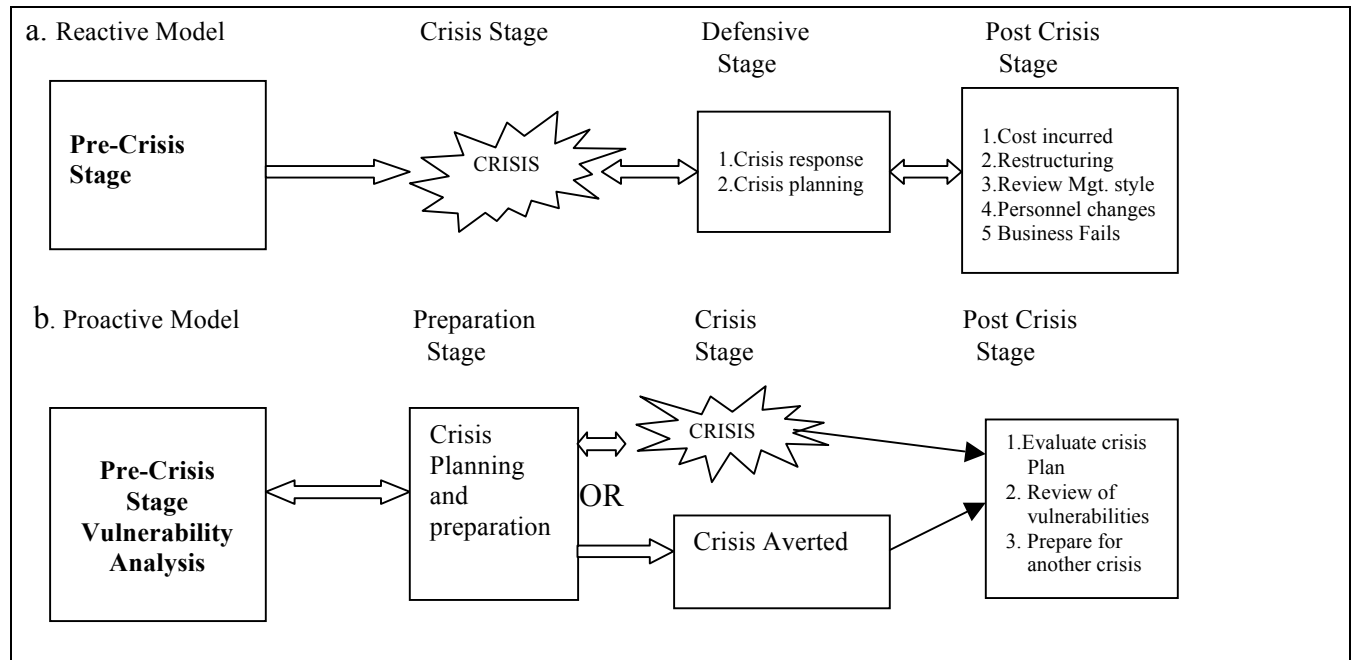 a. Reactive Model
Crisis Stage
Defensive
Stage
Post Crisis
Stage
Pre-Crisis
Stage
CRISIS
1.Crisis response
2.Crisis planning
1.Cost incurred
2.Restructuring
3.Review Mgt. style
4.Personnel changes
5 Business Fails
b. Proactive Model
Preparation
Stage
Crisis
Stage
Post Crisis
Stage
Pre-Crisis
Stage
Vulnerability
Analysis
Crisis
Planning
and
preparation
OR
CRISIS
Crisis Averted
1.Evaluate crisis
Plan
2. Review of
vulnerabilities
3. Prepare for
another crisis